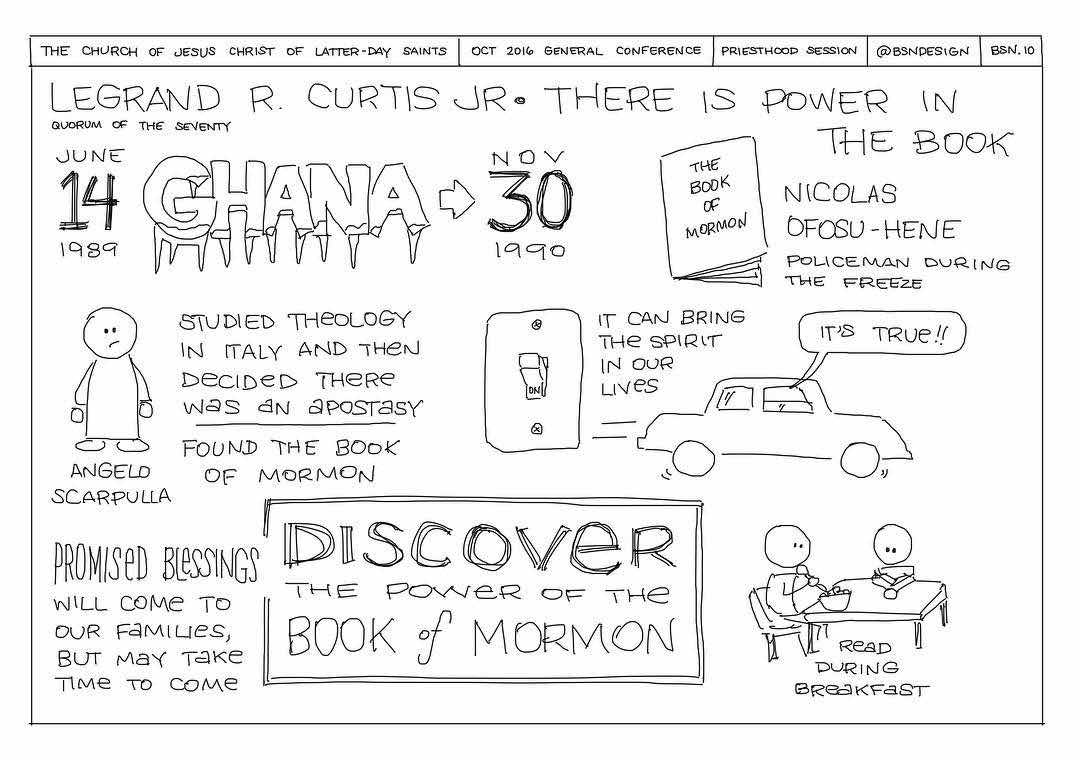 THE CHURCH OF JESUS CHRIST OF LATTER-DAY SAINTS
OCT 2016 GENERAL CONFERENCE
PRIESTHOOD SESSION
@BSNDESIGN
BSN.10
LEGRAND R. CURTIS JR • THERE IS POWER IN
THE BOOK
QUORUM OF THE SEVENTY
JUNE
14
1989
GHANA
NOV
30
1990
THE
BOOK
OF
MORMON
NICOLAS
OFOSU-HENE
POLICEMAN DURING
THE FREEZE
ANGELO
SCARPULLA
STUDIED THEOLOGY
IN ITALY AND THEN
DECIDED THERE
WAS AN APOSTASY
FOUND THE BOOK
OF MORMON
ON
IT CAN BRING
THE SPIRIT
IN OUR
LIVES
IT'S TRUE!!
PROMISED BLESSINGS
WILL COME TO
OUR FAMILIES,
BUT MAY TAKE
TIME TO COME
DISCOVER
THE POWER OF THE
BOOK of MORMON
READ
DURING
BREAKFAST